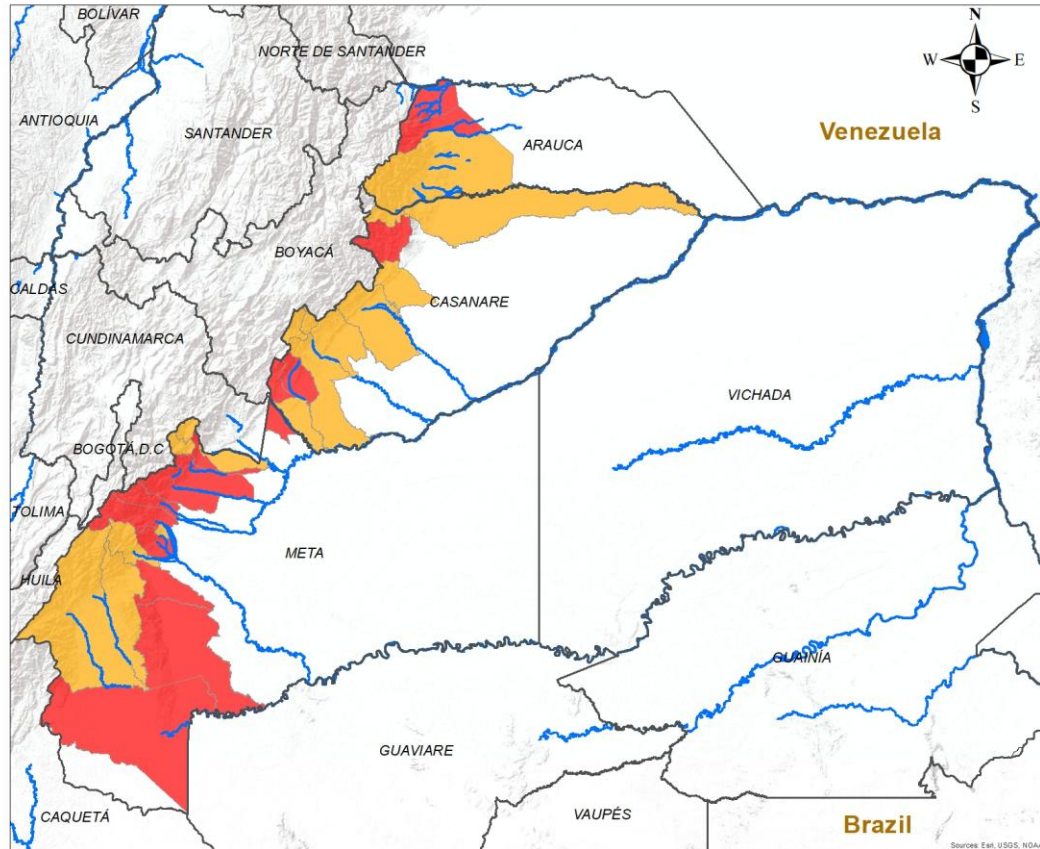 BOLÍVAR
NORTE DE SANTANDER
N
W
E
S
ANTIOQUIA
SANTANDER
ARAUCA
Venezuela
BOYACÁ
CALDAS
CASANARE
CUNDINAMARCA
VICHADA
BOGOTÁ,D.C
TOLIMA
META
HUILA
GUAINÍA
GUAVIARE
CAQUETÁ
VAUPÉS
Brazil
Sources: Esri, USGS, NOAA